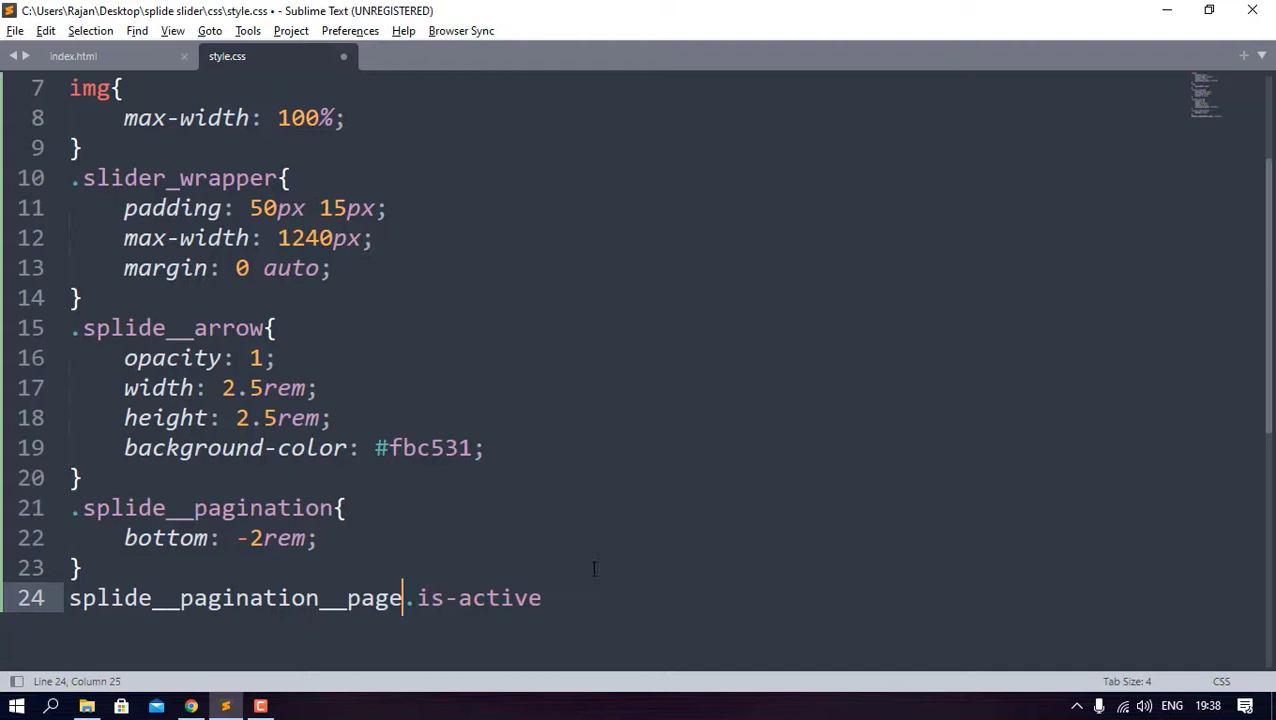 C:\Users\Rajan\Desktop\splide slider\css\style.css • - Sublime Text (UNREGISTERED)
File Edit Selection Find View Goto Tools Project Preferences Help Browser Sync
index.html style.css
7 img{
8 max-width: 100%;
9 }
10 .slider_wrapper{
11 padding: 50px 15px;
12 max-width: 1240px;
13 margin: 0 auto;
14 }
15 .splide__arrow{
16 opacity: 1;
17 width: 2.5rem;
18 height: 2.5rem;
19 background-color: #fbc531;
20 }
21 .splide__pagination{
22 bottom: -2rem;
23 }
24 splide__pagination__page.is-active
Line 24, Column 25 Tab Size: 4 CSS
ENG 19:38